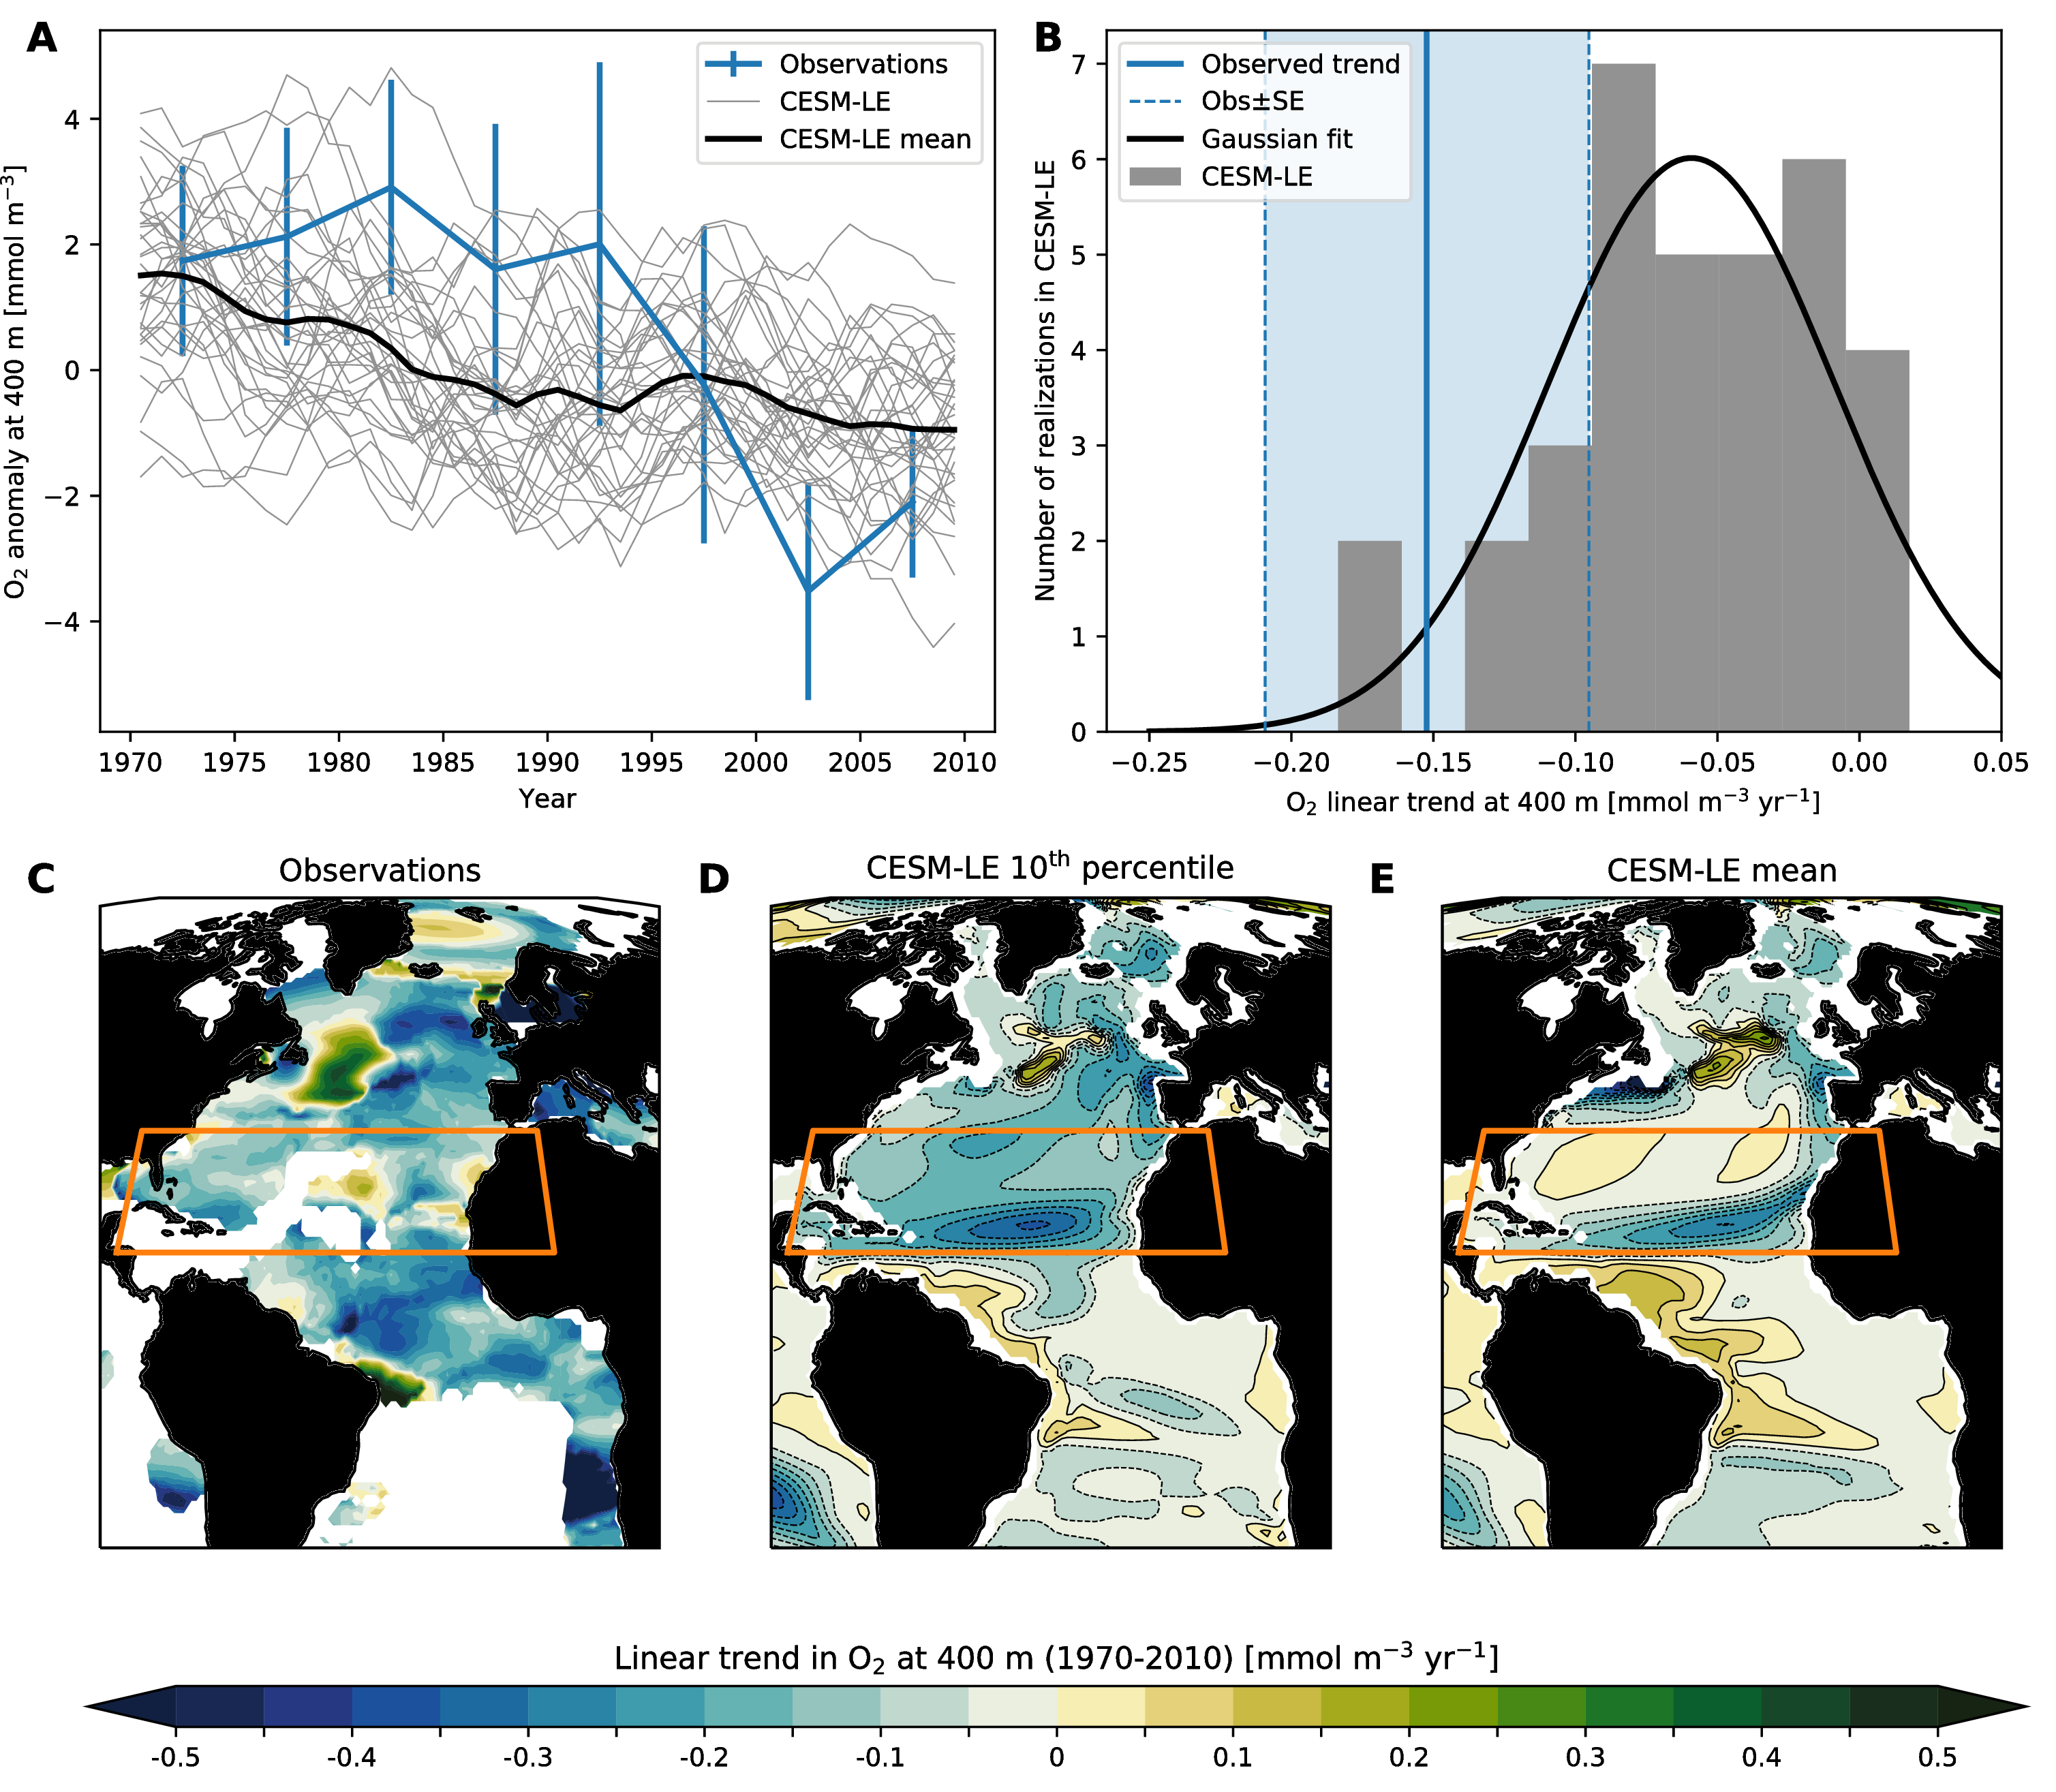 A
O₂ anomaly at 400 m [mmol m⁻³]
4
2
0
−2
−4
Observations
CESM-LE
CESM-LE mean
1970 1975 1980 1985 1990 1995 2000 2005 2010
Year
B
Number of realizations in CESM-LE
7
6
5
4
3
2
1
0
Observed trend
Obs±SE
Gaussian fit
CESM-LE
−0.25 −0.20 −0.15 −0.10 −0.05 0.00 0.05
O₂ linear trend at 400 m [mmol m⁻³ yr⁻¹]
C
Observations
D
CESM-LE 10ᵗʰ percentile
E
CESM-LE mean
Linear trend in O₂ at 400 m (1970-2010) [mmol m⁻³ yr⁻¹]
-0.5 -0.4 -0.3 -0.2 -0.1 0 0.1 0.2 0.3 0.4 0.5